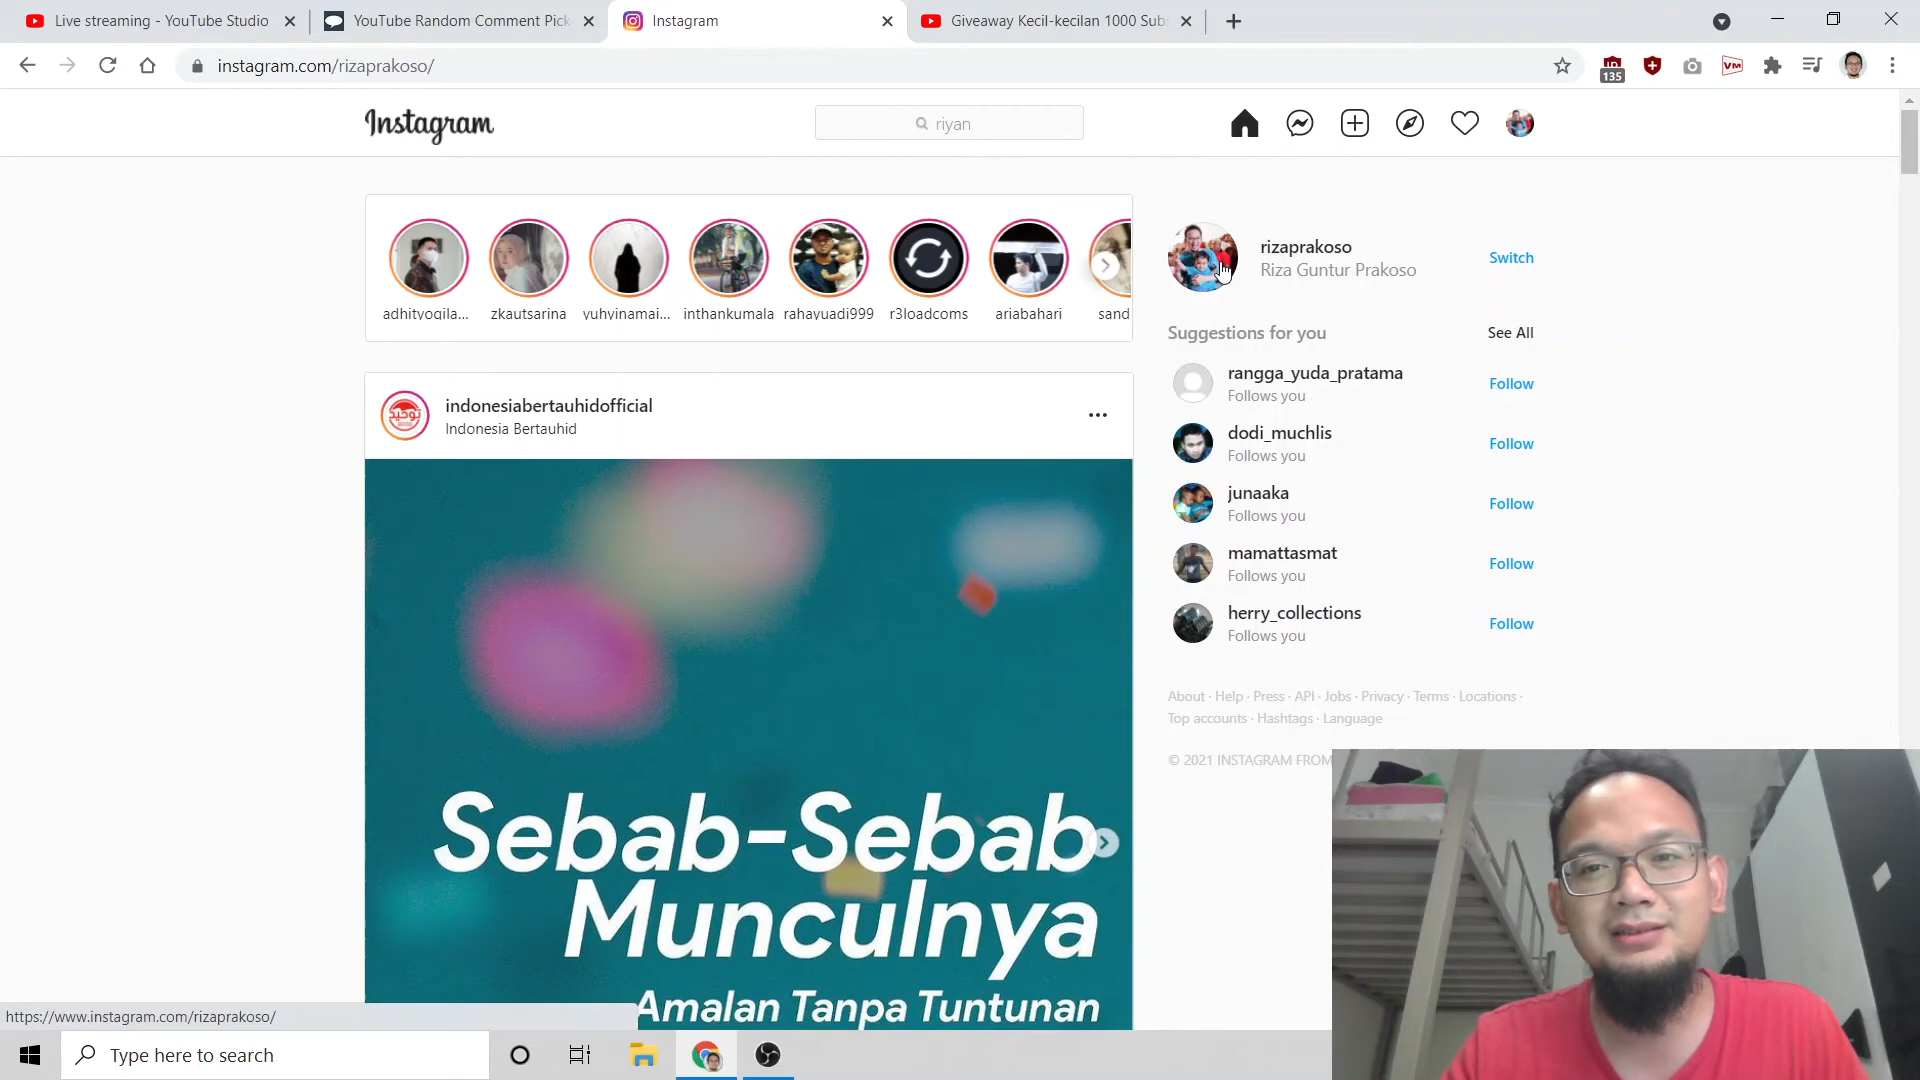 Live streaming - YouTube Studio
YouTube Random Comment Pick
Instagram
Giveaway Kecil-kecilan 1000 Sub
instagram.com/rizaprakoso/
135
VM
Instagram
riyan
adhityogila...
zkautsarina
yuhyinamai...
inthankumala
rahayuadi999
r3loadcoms
ariabahari
sand
rizaprakoso
Riza Guntur Prakoso
Switch
Suggestions for you
See All
rangga_yuda_pratama
Follows you
Follow
dodi_muchlis
Follows you
Follow
junaaka
Follows you
Follow
mamattasmat
Follows you
Follow
herry_collections
Follows you
Follow
About · Help · Press · API · Jobs · Privacy · Terms · Locations ·
Top accounts · Hashtags · Language
© 2021 INSTAGRAM FROM
indonesiabertauhidofficial
Indonesia Bertauhid
Sebab-Sebab
Munculnya
Amalan Tanpa Tuntunan
https://www.instagram.com/rizaprakoso/
Type here to search